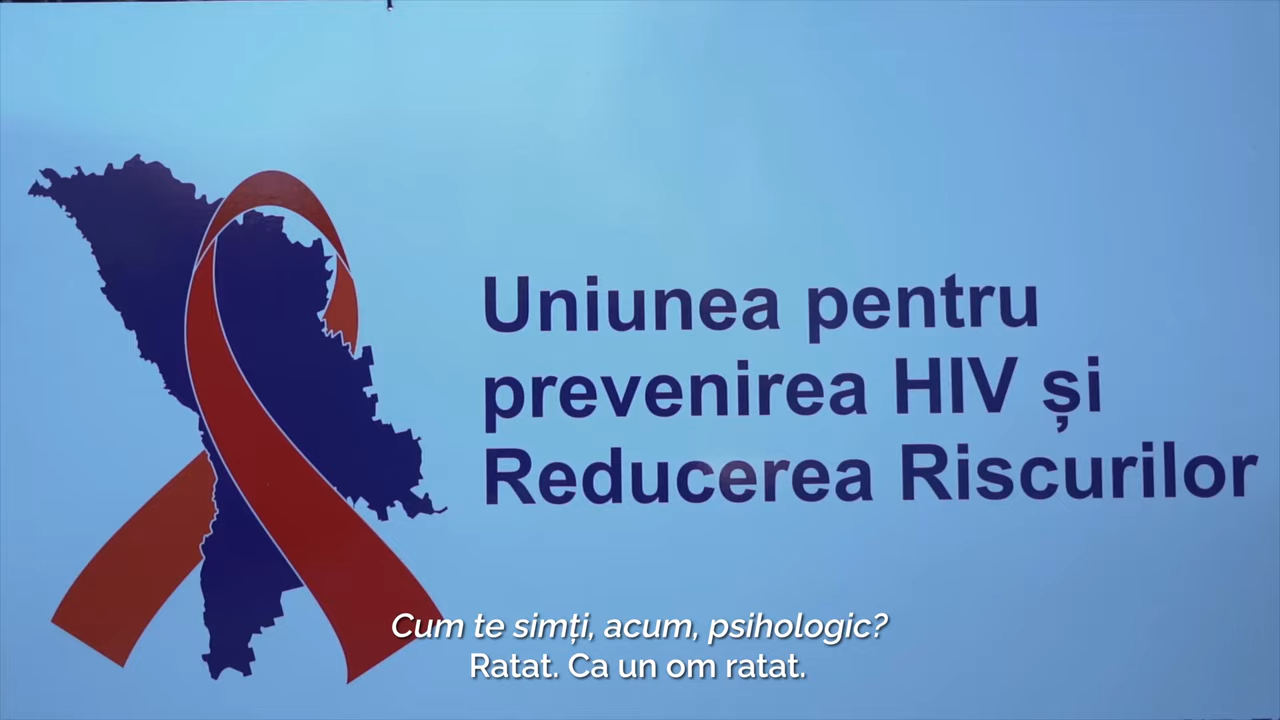 Uniunea pentru
prevenirea HIV și
Reducerea Riscurilor
Cum te simți, acum, psihologic?
Ratat. Ca un om ratat.